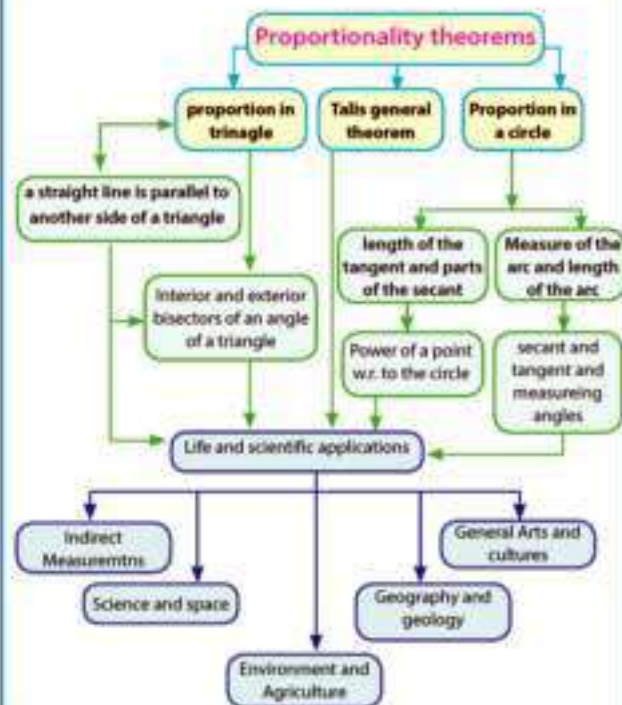 Proportionality theorems
proportion in
trinagle
Talis general
theorem
Proportion in
a circle
a straight line is parallel to
another side of a triangle
length of the
tangent and parts
of the secant
Measure of the
arc and length
of the arc
Interior and exterior
bisectors of an angle
of a triangle
Power of a point
w.r. to the circle
secant and
tangent and
measureing
angles
Life and scientific applications
Indirect
Measuremtns
General Arts and
cultures
Science and space
Geography and
geology
Environment and
Agriculture